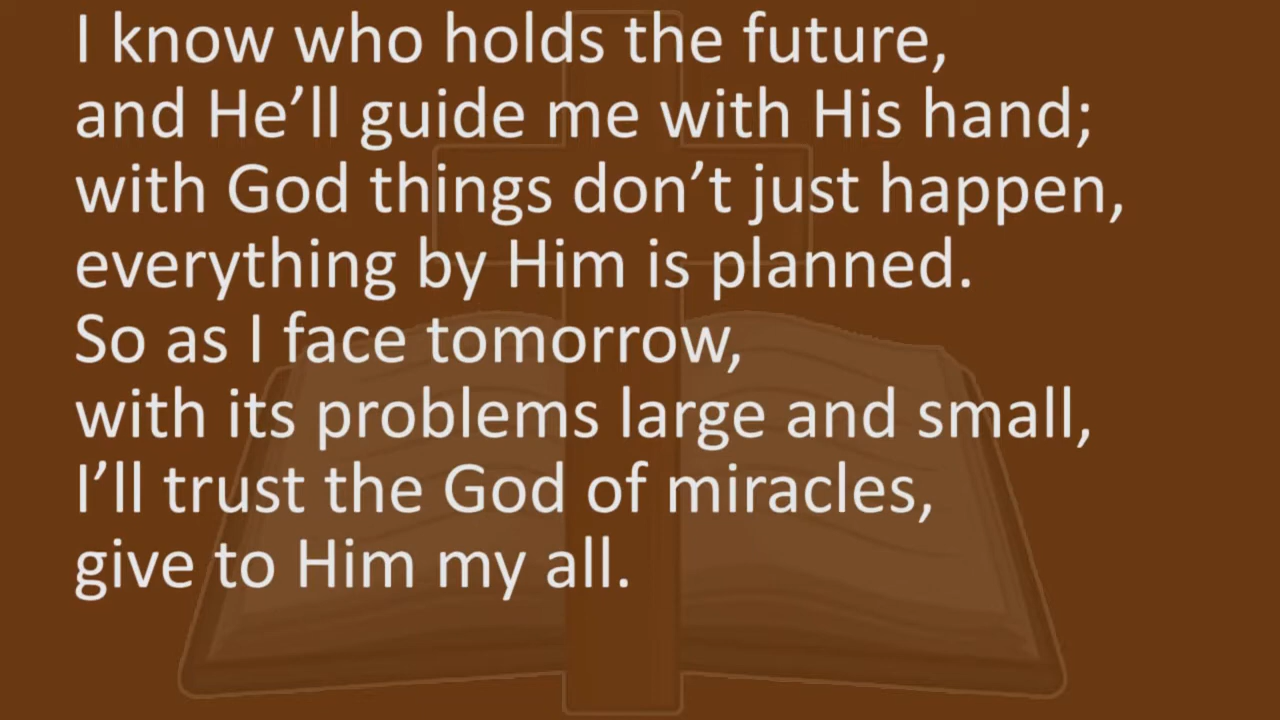 I know who holds the future,
and He’ll guide me with His hand;
with God things don’t just happen,
everything by Him is planned.
So as I face tomorrow,
with its problems large and small,
I’ll trust the God of miracles,
give to Him my all.